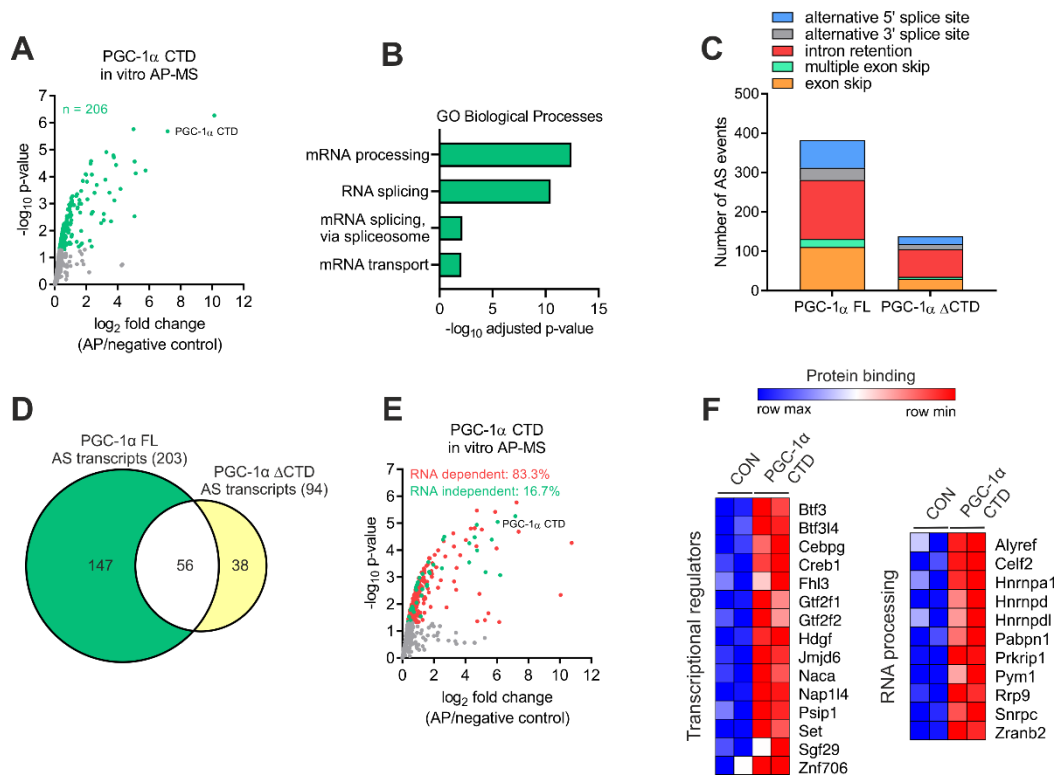 A
PGC-1α CTD
in vitro AP-MS
n = 206
PGC-1α CTD
-log10 p-value
7
6
5
4
3
2
1
0
0 2 4 6 8 10 12
log2 fold change
(AP/negative control)
B
GO Biological Processes
mRNA processing
RNA splicing
mRNA splicing,
via spliceosome
mRNA transport
0 5 10 15
-log10 adjusted p-value
C
alternative 5' splice site
alternative 3' splice site
intron retention
multiple exon skip
exon skip
Number of AS events
500
400
300
200
100
0
PGC-1α FL PGC-1α ΔCTD
D
PGC-1α FL
AS transcripts (203)
PGC-1α ΔCTD
AS transcripts (94)
147 56 38
E
PGC-1α CTD
in vitro AP-MS
RNA dependent: 83.3%
RNA independent: 16.7%
PGC-1α CTD
-log10 p-value
7
6
5
4
3
2
1
0
0 2 4 6 8 10 12
log2 fold change
(AP/negative control)
F
Protein binding
row max row min
CON
PGC-1α
CTD
Transcriptional regulators
Btf3
Btf3l4
Cebpg
Creb1
Fhl3
Gtf2f1
Gtf2f2
Hdgf
Jmjd6
Naca
Nap1l4
Psip1
Set
Sgf29
Znf706
CON
PGC-1α
CTD
RNA processing
Alyref
Celf2
Hnrnpa1
Hnrnpd
Hnrnpdl
Pabpn1
Prkrip1
Pym1
Rrp9
Snrpc
Zranb2